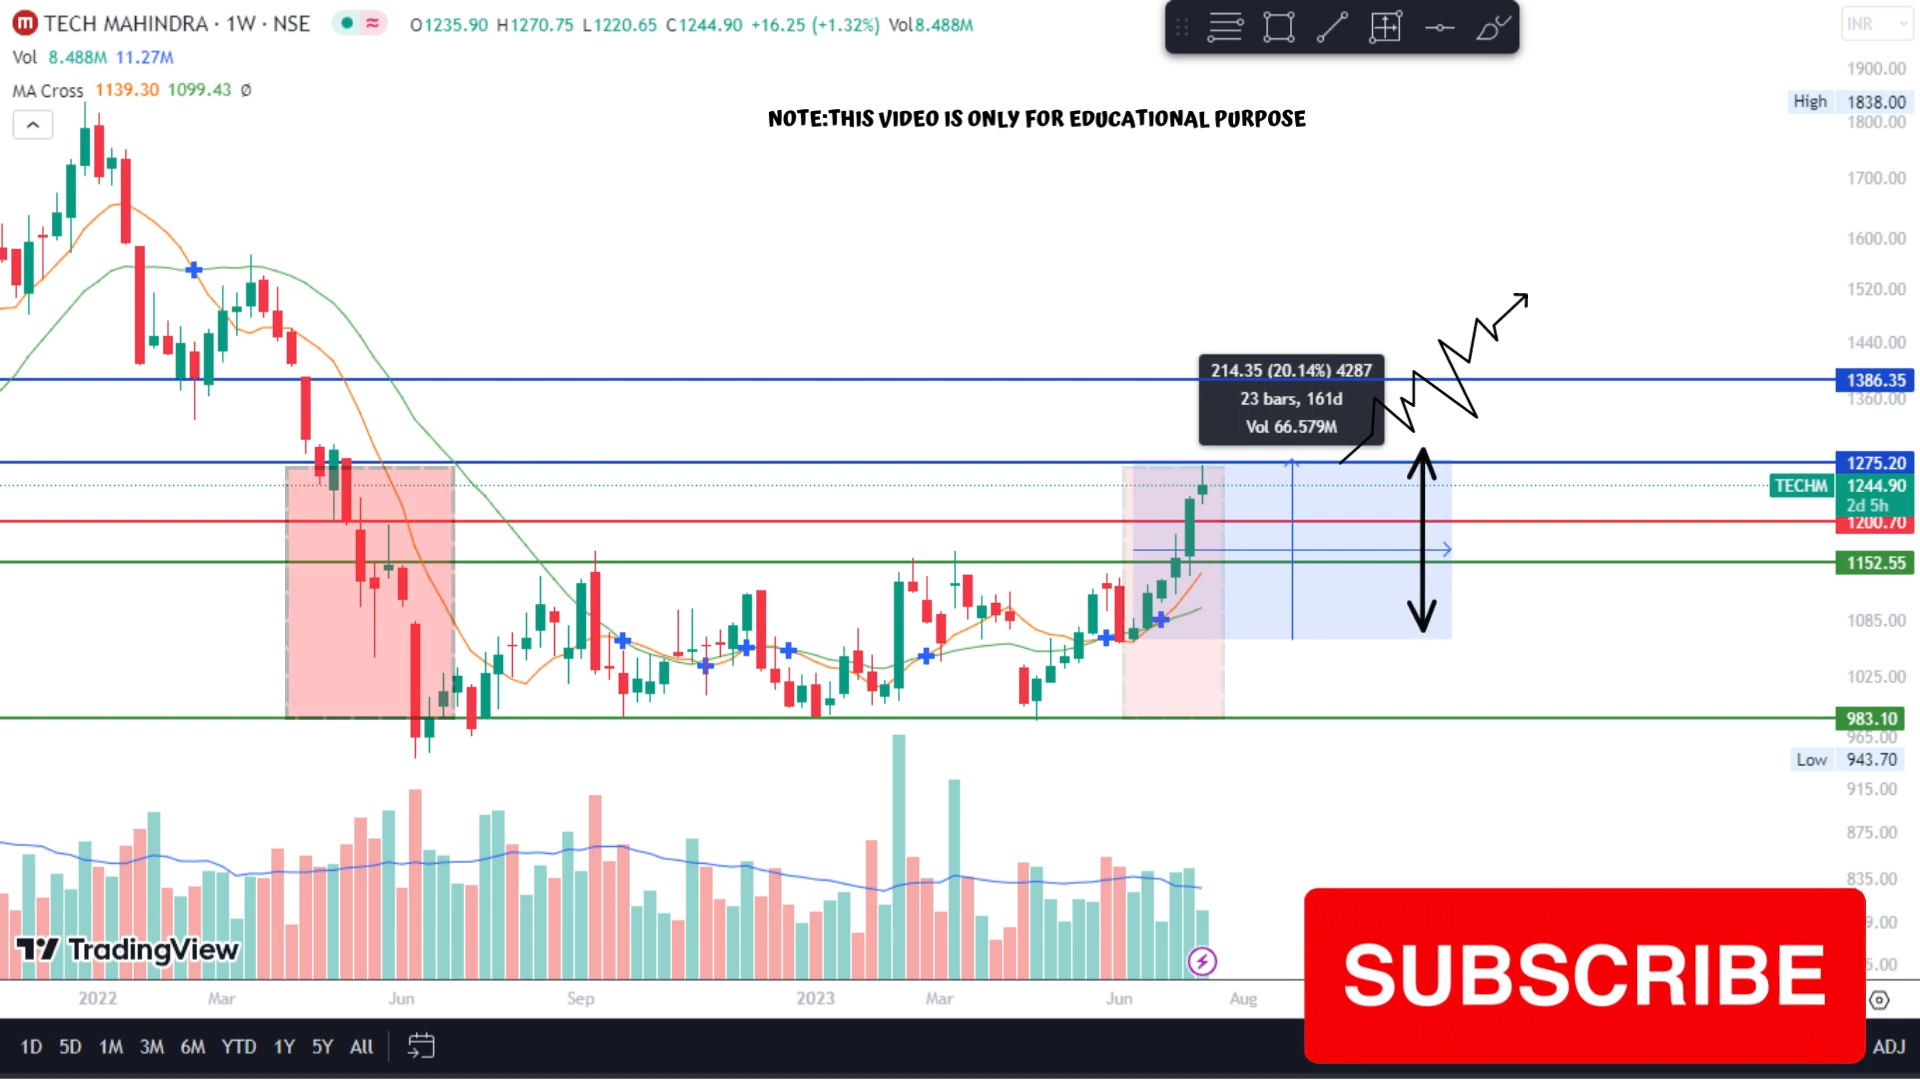 TECH MAHINDRA · 1W · NSE O1235.90 H1270.75 L1220.65 C1244.90 +16.25 (+1.32%) Vol8.488M
INR
Vol 8.488M 11.27M
MA Cross 1139.30 1099.43 Ø
NOTE:THIS VIDEO IS ONLY FOR EDUCATIONAL PURPOSE
1900.00
High 1838.00
1800.00
1700.00
1600.00
1520.00
1440.00
1386.35
1360.00
214.35 (20.14%) 4287
23 bars, 161d
Vol 66.579M
1275.20
TECHM 1244.90
2d 5h
1200.70
1152.55
1085.00
1025.00
983.10
965.00
Low 943.70
915.00
875.00
835.00
9.00
5.00
TradingView
SUBSCRIBE
2022 Mar Jun Sep 2023 Mar Jun Aug
1D 5D 1M 3M 6M YTD 1Y 5Y All
ADJ